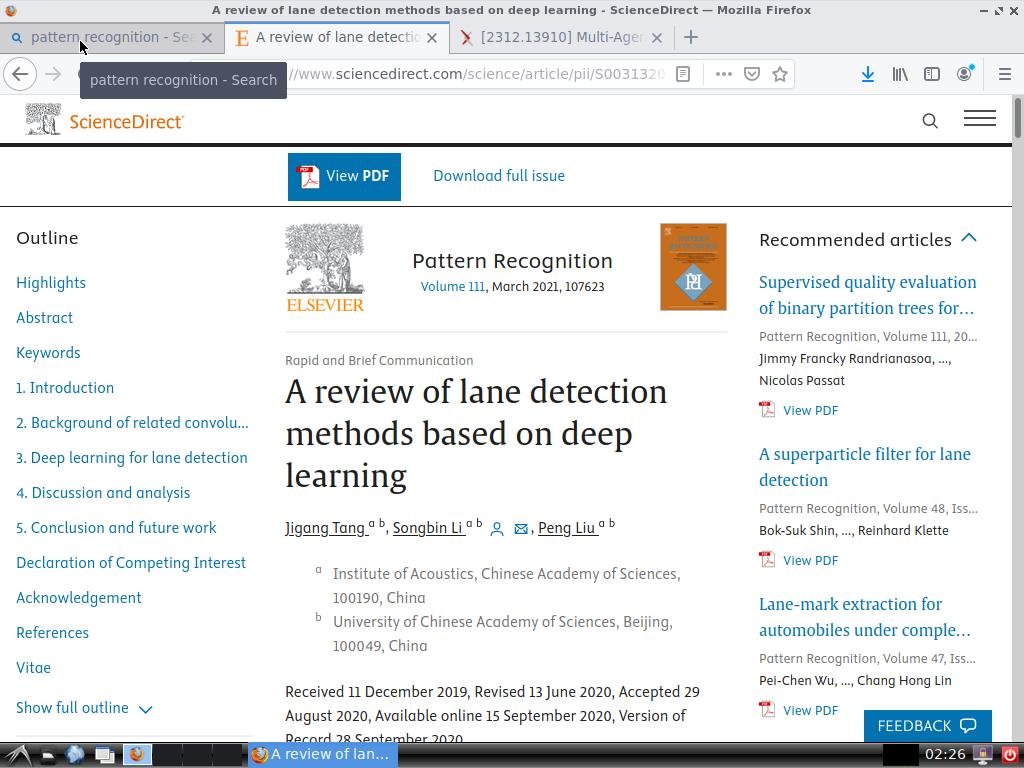 A review of lane detection methods based on deep learning - ScienceDirect — Mozilla Firefox
pattern recognition - Sea
A review of lane detectio
[2312.13910] Multi-Agen
pattern recognition - Search
//www.sciencedirect.com/science/article/pii/S0031320
ScienceDirect
View PDF
Download full issue
Outline
Highlights
Abstract
Keywords
1. Introduction
2. Background of related convolu...
3. Deep learning for lane detection
4. Discussion and analysis
5. Conclusion and future work
Declaration of Competing Interest
Acknowledgement
References
Vitae
Show full outline
ELSEVIER
Pattern Recognition
Volume 111, March 2021, 107623
Rapid and Brief Communication
A review of lane detection
methods based on deep
learning
Jigang Tang a b, Songbin Li a b, Peng Liu a b
a Institute of Acoustics, Chinese Academy of Sciences,
100190, China
b University of Chinese Academy of Sciences, Beijing,
100049, China
Received 11 December 2019, Revised 13 June 2020, Accepted 29
August 2020, Available online 15 September 2020, Version of
Record 28 September 2020
Recommended articles
Supervised quality evaluation
of binary partition trees for...
Pattern Recognition, Volume 111, 20...
Jimmy Francky Randrianasoa, ...,
Nicolas Passat
View PDF
A superparticle filter for lane
detection
Pattern Recognition, Volume 48, Iss...
Bok-Suk Shin, ..., Reinhard Klette
View PDF
Lane-mark extraction for
automobiles under comple...
Pattern Recognition, Volume 47, Iss...
Pei-Chen Wu, ..., Chang Hong Lin
View PDF
FEEDBACK
A review of lan...
02:26